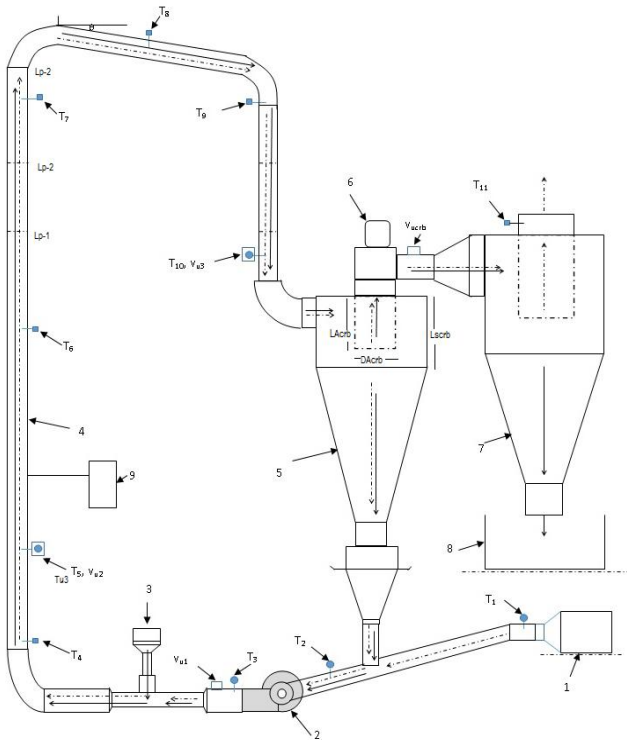 T₈
θ
Lp-2
T₇
T₉
Lp-2
6
T₁₁
Vucrb
Lp-1
T₁₀, Vu3
LAcrb
Lscrb
DAcrb
T₆
4
5
7
9
8
T₅, Vu2
Tu3
3
T₁
T₂
T₄
Vu1
T₃
1
2